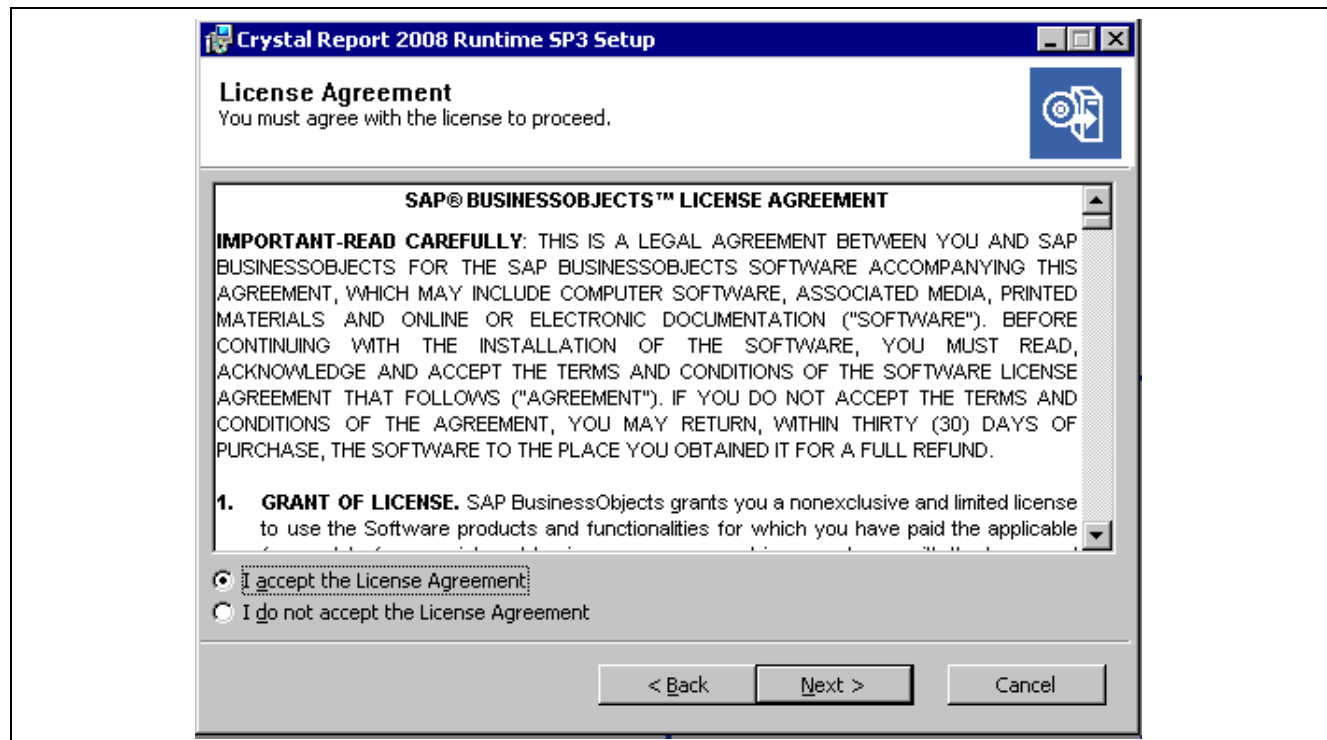 Crystal Report 2008 Runtime SP3 Setup
License Agreement
You must agree with the license to proceed.
SAP® BUSINESSOBJECTS™ LICENSE AGREEMENT
IMPORTANT-READ CAREFULLY: THIS IS A LEGAL AGREEMENT BETWEEN YOU AND SAP
BUSINESSOBJECTS FOR THE SAP BUSINESSOBJECTS SOFTWARE ACCOMPANYING THIS
AGREEMENT, WHICH MAY INCLUDE COMPUTER SOFTWARE, ASSOCIATED MEDIA, PRINTED
MATERIALS AND ONLINE OR ELECTRONIC DOCUMENTATION ("SOFTWARE"). BEFORE
CONTINUING WITH THE INSTALLATION OF THE SOFTWARE, YOU MUST READ,
ACKNOWLEDGE AND ACCEPT THE TERMS AND CONDITIONS OF THE SOFTWARE LICENSE
AGREEMENT THAT FOLLOWS ("AGREEMENT"). IF YOU DO NOT ACCEPT THE TERMS AND
CONDITIONS OF THE AGREEMENT, YOU MAY RETURN, WITHIN THIRTY (30) DAYS OF
PURCHASE, THE SOFTWARE TO THE PLACE YOU OBTAINED IT FOR A FULL REFUND.
1. GRANT OF LICENSE. SAP BusinessObjects grants you a nonexclusive and limited license
to use the Software products and functionalities for which you have paid the applicable
I accept the License Agreement
I do not accept the License Agreement
< Back Next > Cancel